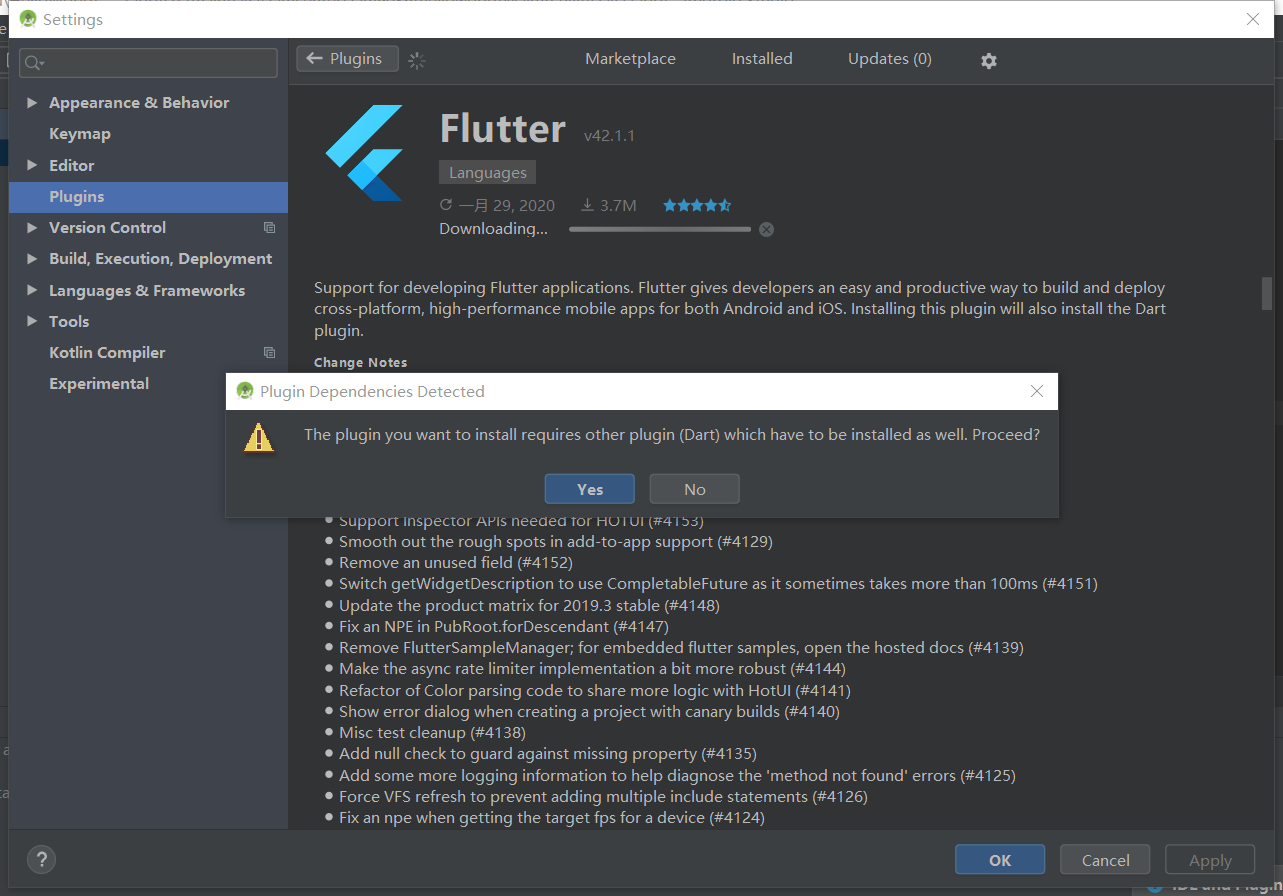 Settings
Plugins
Marketplace
Installed
Updates (0)
Appearance & Behavior
Keymap
Editor
Plugins
Version Control
Build, Execution, Deployment
Languages & Frameworks
Tools
Kotlin Compiler
Experimental
Flutter v42.1.1
Languages
一月 29, 2020 3.7M
Downloading...
Support for developing Flutter applications. Flutter gives developers an easy and productive way to build and deploy
cross-platform, high-performance mobile apps for both Android and iOS. Installing this plugin will also install the Dart
plugin.
Change Notes
Plugin Dependencies Detected
The plugin you want to install requires other plugin (Dart) which have to be installed as well. Proceed?
Yes
No
Support Inspector APIs needed for HOTUI (#4153)
Smooth out the rough spots in add-to-app support (#4129)
Remove an unused field (#4152)
Switch getWidgetDescription to use CompletableFuture as it sometimes takes more than 100ms (#4151)
Update the product matrix for 2019.3 stable (#4148)
Fix an NPE in PubRoot.forDescendant (#4147)
Remove FlutterSampleManager; for embedded flutter samples, open the hosted docs (#4139)
Make the async rate limiter implementation a bit more robust (#4144)
Refactor of Color parsing code to share more logic with HotUI (#4141)
Show error dialog when creating a project with canary builds (#4140)
Misc test cleanup (#4138)
Add null check to guard against missing property (#4135)
Add some more logging information to help diagnose the 'method not found' errors (#4125)
Force VFS refresh to prevent adding multiple include statements (#4126)
Fix an npe when getting the target fps for a device (#4124)
?
OK
Cancel
Apply
IDE and Plugin